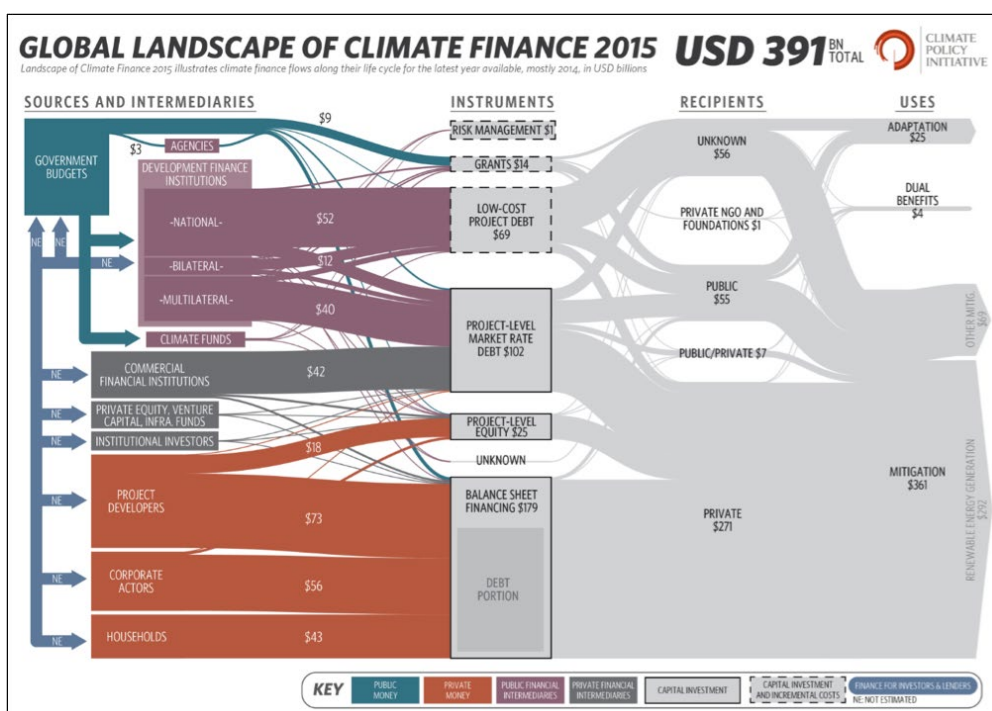 GLOBAL LANDSCAPE OF CLIMATE FINANCE 2015
USD 391 BN TOTAL
CLIMATE
POLICY
INITIATIVE
Landscape of Climate Finance 2015 illustrates climate finance flows along their life cycle for the latest year available, mostly 2014, in USD billions
SOURCES AND INTERMEDIARIES
INSTRUMENTS
RECIPIENTS
USES
GOVERNMENT
BUDGETS
$3
$9
AGENCIES
DEVELOPMENT FINANCE
INSTITUTIONS
-NATIONAL-
$52
-BILATERAL-
$12
-MULTILATERAL-
$40
CLIMATE FUNDS
NE
NE
NE
NE
COMMERCIAL
FINANCIAL INSTITUTIONS
$42
NE
PRIVATE EQUITY, VENTURE
CAPITAL, INFRA. FUNDS
NE
INSTITUTIONAL INVESTORS
$18
NE
PROJECT
DEVELOPERS
$73
NE
CORPORATE
ACTORS
$56
NE
HOUSEHOLDS
$43
RISK MANAGEMENT $1
GRANTS $14
LOW-COST
PROJECT DEBT
$69
PROJECT-LEVEL
MARKET RATE
DEBT $102
PROJECT-LEVEL
EQUITY $25
UNKNOWN
BALANCE SHEET
FINANCING $179
DEBT
PORTION
UNKNOWN
$56
PRIVATE NGO AND
FOUNDATIONS $1
PUBLIC
$55
PUBLIC/PRIVATE $7
PRIVATE
$271
ADAPTATION
$25
DUAL
BENEFITS
$4
OTHER MITIG.
$69
MITIGATION
$361
RENEWABLE ENERGY GENERATION
$292
KEY
PUBLIC
MONEY
PRIVATE
MONEY
PUBLIC FINANCIAL
INTERMEDIARIES
PRIVATE FINANCIAL
INTERMEDIARIES
CAPITAL INVESTMENT
CAPITAL INVESTMENT
AND INCREMENTAL COSTS
FINANCE FOR INVESTORS & LENDERS
NE: NOT ESTIMATED